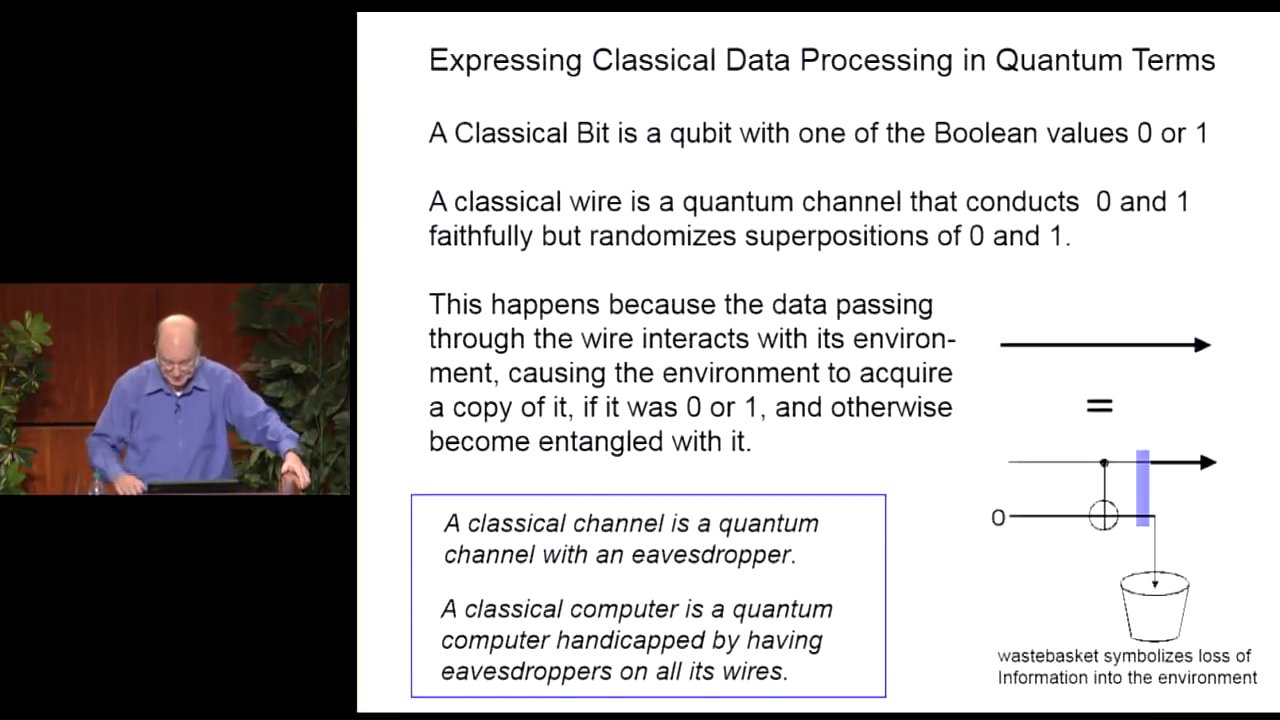 Expressing Classical Data Processing in Quantum Terms
A Classical Bit is a qubit with one of the Boolean values 0 or 1
A classical wire is a quantum channel that conducts 0 and 1
faithfully but randomizes superpositions of 0 and 1.
This happens because the data passing
through the wire interacts with its environ-
ment, causing the environment to acquire
a copy of it, if it was 0 or 1, and otherwise
become entangled with it.
=
0
A classical channel is a quantum
channel with an eavesdropper.
A classical computer is a quantum
computer handicapped by having
eavesdroppers on all its wires.
wastebasket symbolizes loss of
Information into the environment